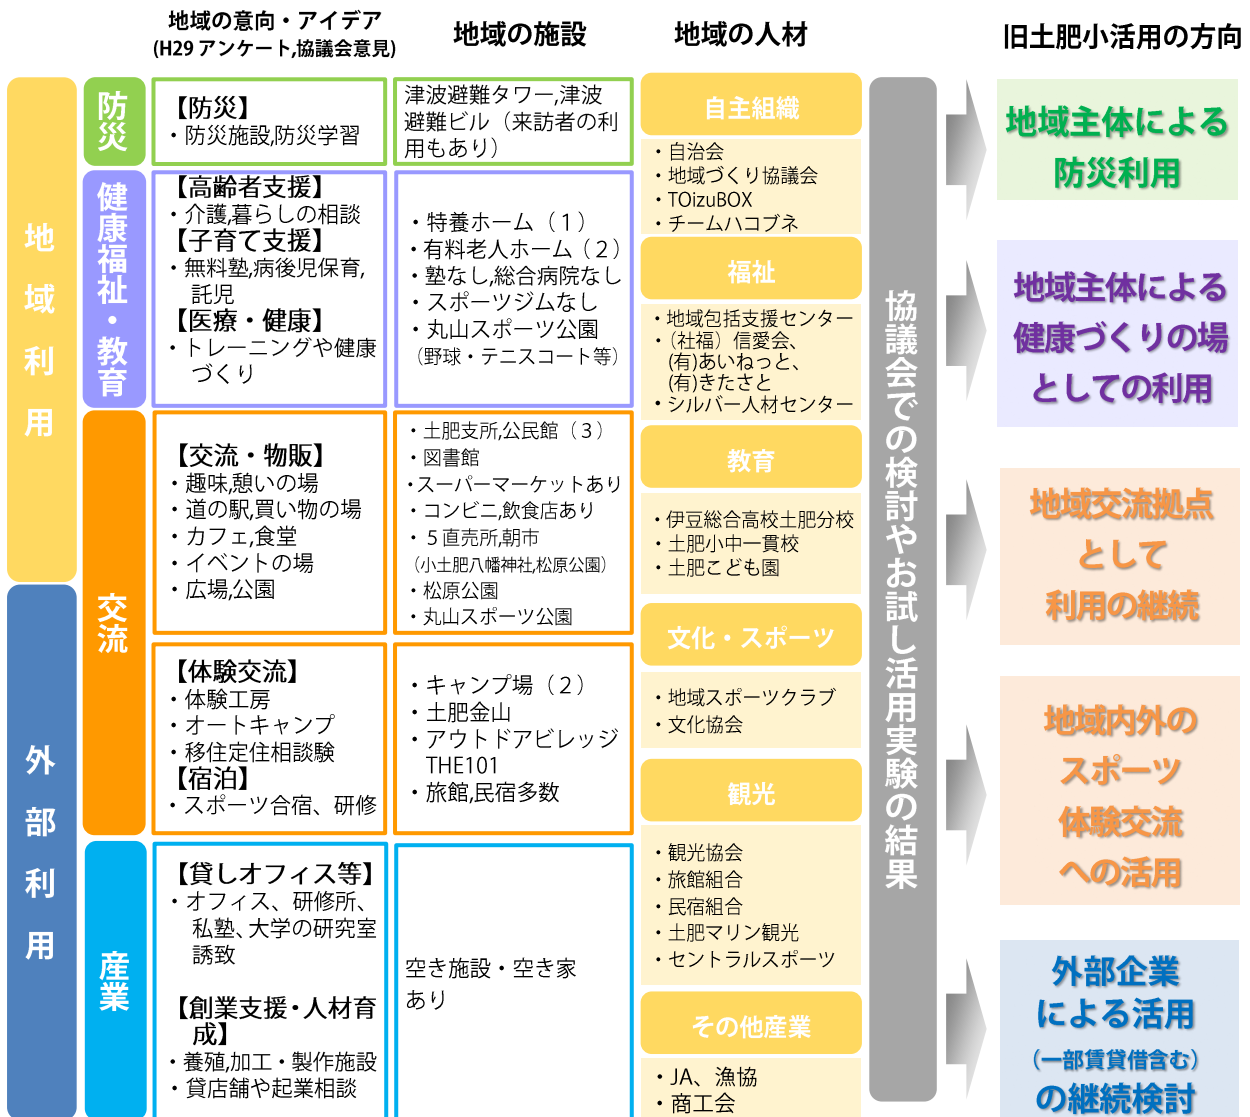 地域の意向・アイデア
(H29 アンケート,協議会意見)
地域の施設
地域の人材
旧土肥小活用の方向
地域利用
外部利用
防災
【防災】
・防災施設,防災学習
津波避難タワー,津波
避難ビル（来訪者の利
用もあり）
健康福祉・教育
【高齢者支援】
・介護,暮らしの相談
【子育て支援】
・無料塾,病後児保育,
託児
【医療・健康】
・トレーニングや健康
づくり
・特養ホーム（１）
・有料老人ホーム（２）
・塾なし,総合病院なし
・スポーツジムなし
・丸山スポーツ公園
（野球・テニスコート等）
交流
【交流・物販】
・趣味,憩いの場
・道の駅,買い物の場
・カフェ,食堂
・イベントの場
・広場,公園
・土肥支所,公民館（３）
・図書館
・スーパーマーケットあり
・コンビニ,飲食店あり
・５直売所,朝市
（小土肥八幡神社,松原公園）
・松原公園
・丸山スポーツ公園
【体験交流】
・体験工房
・オートキャンプ
・移住定住相談験
【宿泊】
・スポーツ合宿、研修
・キャンプ場（２）
・土肥金山
・アウトドアビレッジ
THE101
・旅館,民宿多数
産業
【貸しオフィス等】
・オフィス、研修所、
私塾、大学の研究室
誘致
【創業支援・人材育
成】
・養殖,加工・製作施設
・貸店舗や起業相談
空き施設・空き家
あり
自主組織
・自治会
・地域づくり協議会
・TOizuBOX
・チームハコブネ
福祉
・地域包括支援センター
・（社福）信愛会、
(有)あいねっと、
(有)きたさと
・シルバー人材センター
教育
・伊豆総合高校土肥分校
・土肥小中一貫校
・土肥こども園
文化・スポーツ
・地域スポーツクラブ
・文化協会
観光
・観光協会
・旅館組合
・民宿組合
・土肥マリン観光
・セントラルスポーツ
その他産業
・JA、漁協
・商工会
協議会での検討やお試し活用実験の結果
地域主体による
防災利用
地域主体による
健康づくりの場
としての利用
地域交流拠点
として
利用の継続
地域内外の
スポーツ
体験交流
への活用
外部企業
による活用
（一部賃貸借含む）
の継続検討